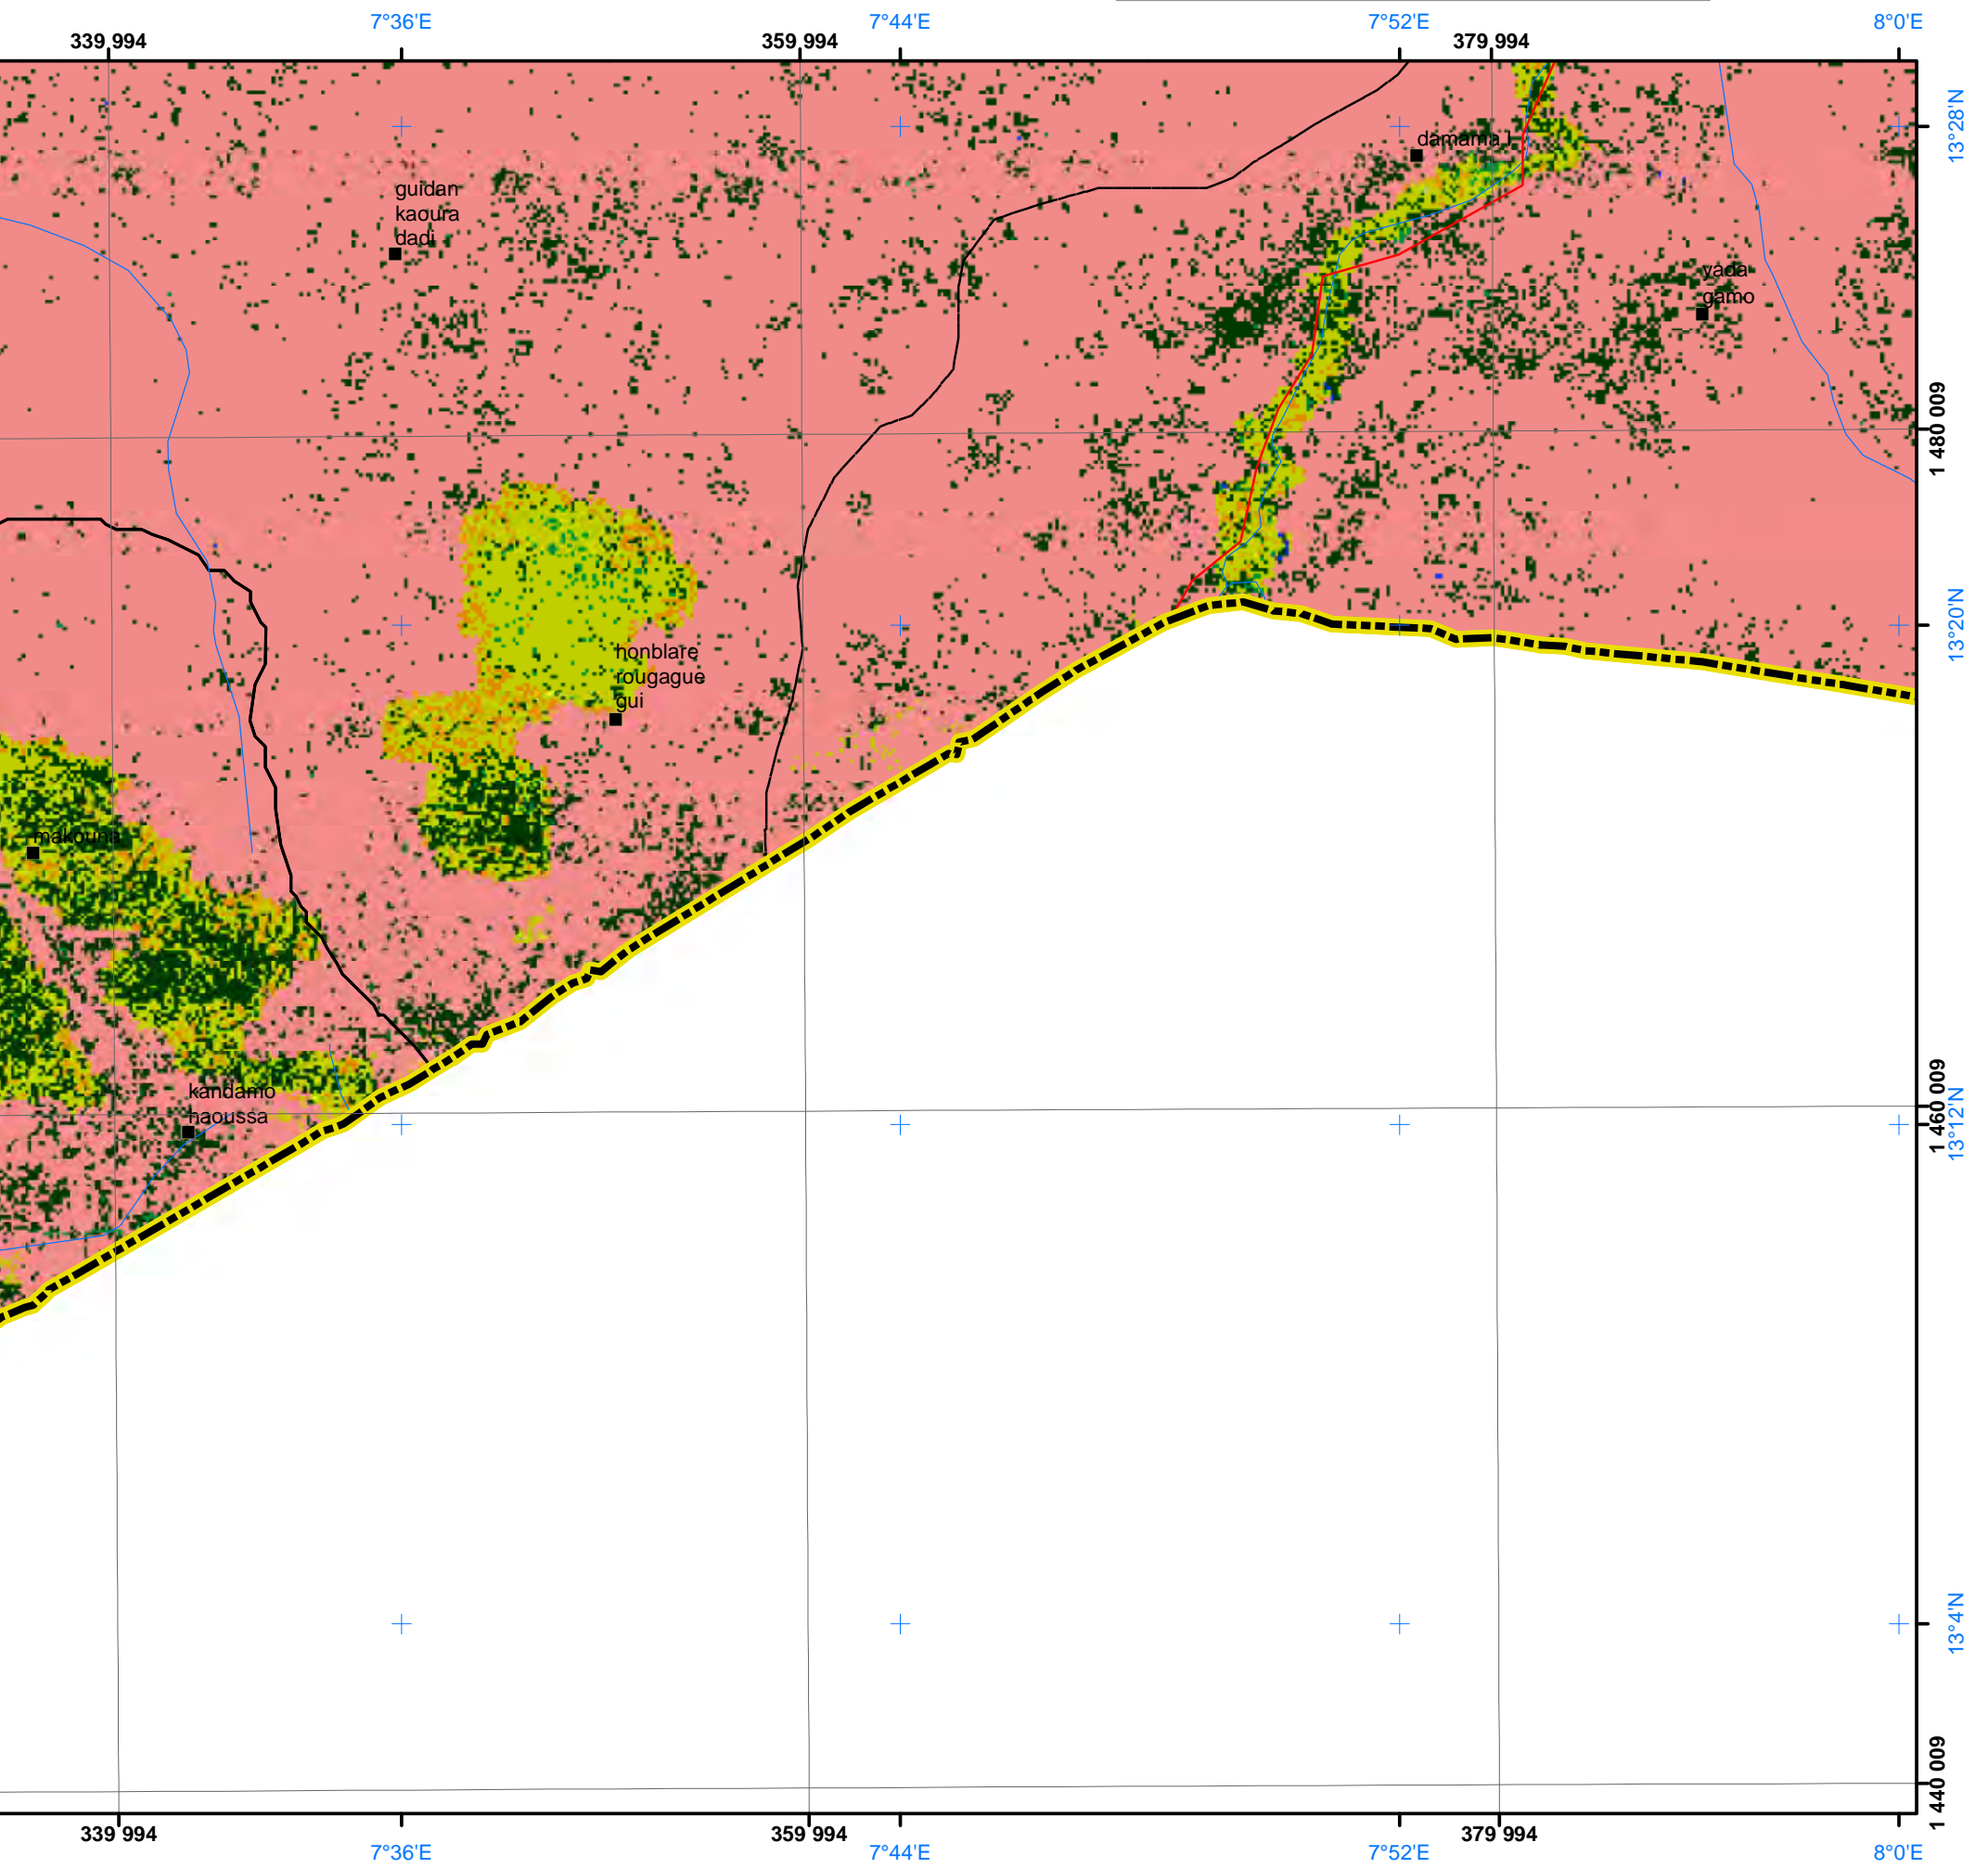 7°36'E
7°44'E
7°52'E
8°0'E
339 994
359 994
379 994
13°28'N
damama I
guidan
kaoura
dadi
yada
gamo
1 480 009
13°20'N
honblare
rougague
gui
makouna
kandamo
haoussa
1 460 009
13°12'N
13°4'N
1 440 009
339 994
359 994
379 994
7°36'E
7°44'E
7°52'E
8°0'E